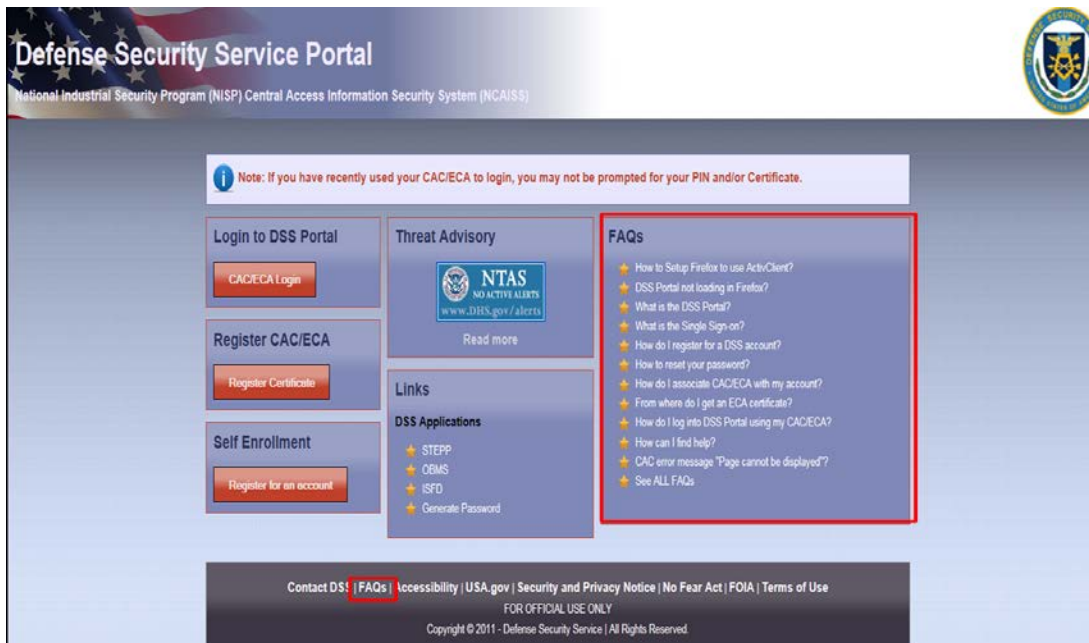 Defense Security Service Portal
National Industrial Security Program (NISP) Central Access Information Security System (NCAISS)
Note: If you have recently used your CAC/ECA to login, you may not be prompted for your PIN and/or Certificate.
Login to DSS Portal
CAC/ECA Login
Register CAC/ECA
Register Certificate
Self Enrollment
Register for an account
Threat Advisory
NTAS
NO ACTIVE ALERTS
www.DHS.gov/alerts
Read more
Links
DSS Applications
STEPP
OBMS
ISFD
Generate Password
FAQs
How to Setup Firefox to use ActivClient?
DSS Portal not loading in Firefox?
What is the DSS Portal?
What is the Single Sign-on?
How do I register for a DSS account?
How to reset your password?
How do I associate CAC/ECA with my account?
From where do I get an ECA certificate?
How do I log into DSS Portal using my CAC/ECA?
How can I find help?
CAC error message "Page cannot be displayed"?
See ALL FAQs
Contact DSS | FAQs | Accessibility | USA.gov | Security and Privacy Notice | No Fear Act | FOIA | Terms of Use
FOR OFFICIAL USE ONLY
Copyright © 2011 - Defense Security Service | All Rights Reserved.